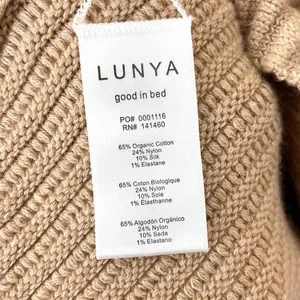 LUNYA
good in bed
PO# 0001116
RN# 141460
65% Organic Cotton
24% Nylon
10% Silk
1% Elastane
65% Coton Biologique
24% Nylon
10% Soie
1% Élasthanne
65% Algodón Orgánico
24% Nylon
10% Seda
1% Elastano